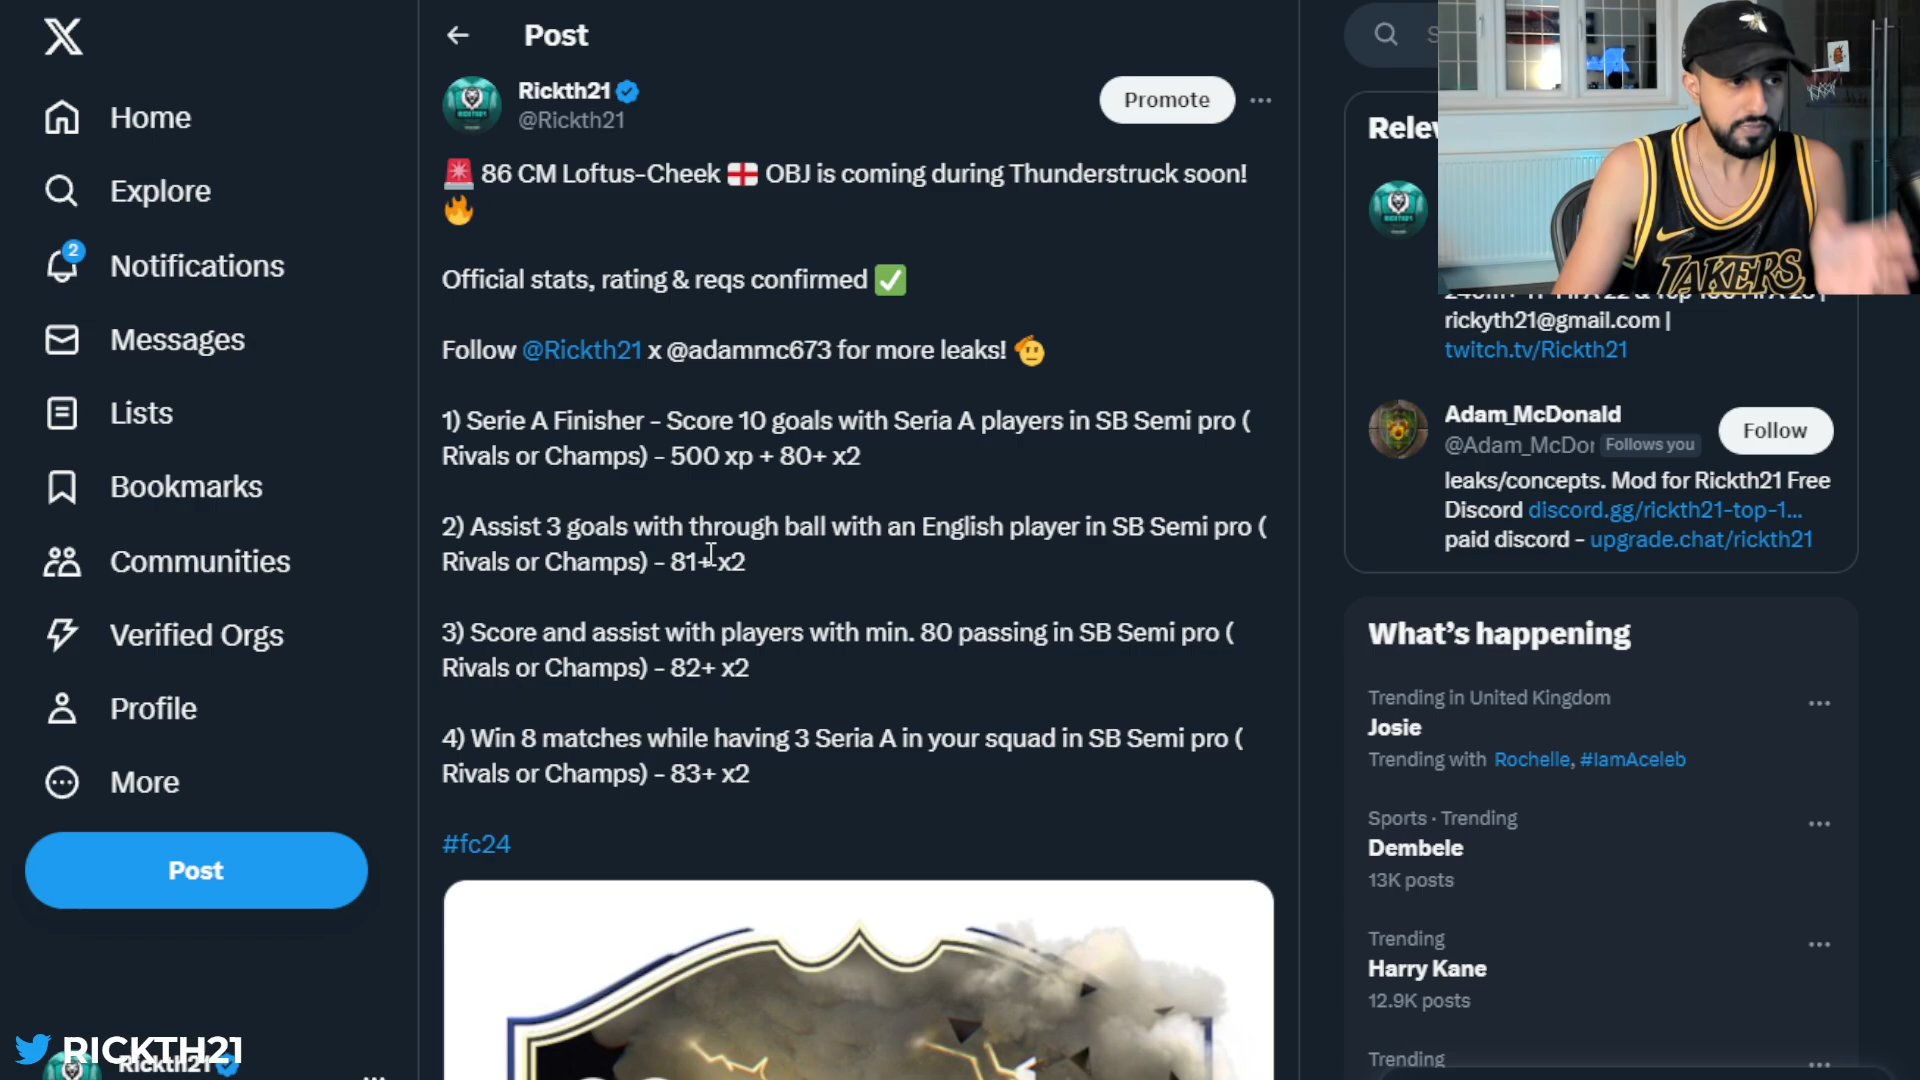 Home
Explore
2
Notifications
Messages
Lists
Bookmarks
Communities
Verified Orgs
Profile
More
Post
Rickth21
RICKTH21
Post
Rickth21
@Rickth21
Promote
86 CM Loftus-Cheek OBJ is coming during Thunderstruck soon!
Official stats, rating & reqs confirmed
Follow @Rickth21 x @adammc673 for more leaks!
1) Serie A Finisher - Score 10 goals with Seria A players in SB Semi pro (
Rivals or Champs) - 500 xp + 80+ x2
2) Assist 3 goals with through ball with an English player in SB Semi pro (
Rivals or Champs) - 81+ x2
3) Score and assist with players with min. 80 passing in SB Semi pro (
Rivals or Champs) - 82+ x2
4) Win 8 matches while having 3 Seria A in your squad in SB Semi pro (
Rivals or Champs) - 83+ x2
#fc24
LAKERS
rickyth21@gmail.com |
twitch.tv/Rickth21
Adam_McDonald
@Adam_McDor Follows you
Follow
leaks/concepts. Mod for Rickth21 Free
Discord discord.gg/rickth21-top-1...
paid discord - upgrade.chat/rickth21
What's happening
Trending in United Kingdom
Josie
Trending with Rochelle, #IamAceleb
Sports · Trending
Dembele
13K posts
Trending
Harry Kane
12.9K posts
Trending